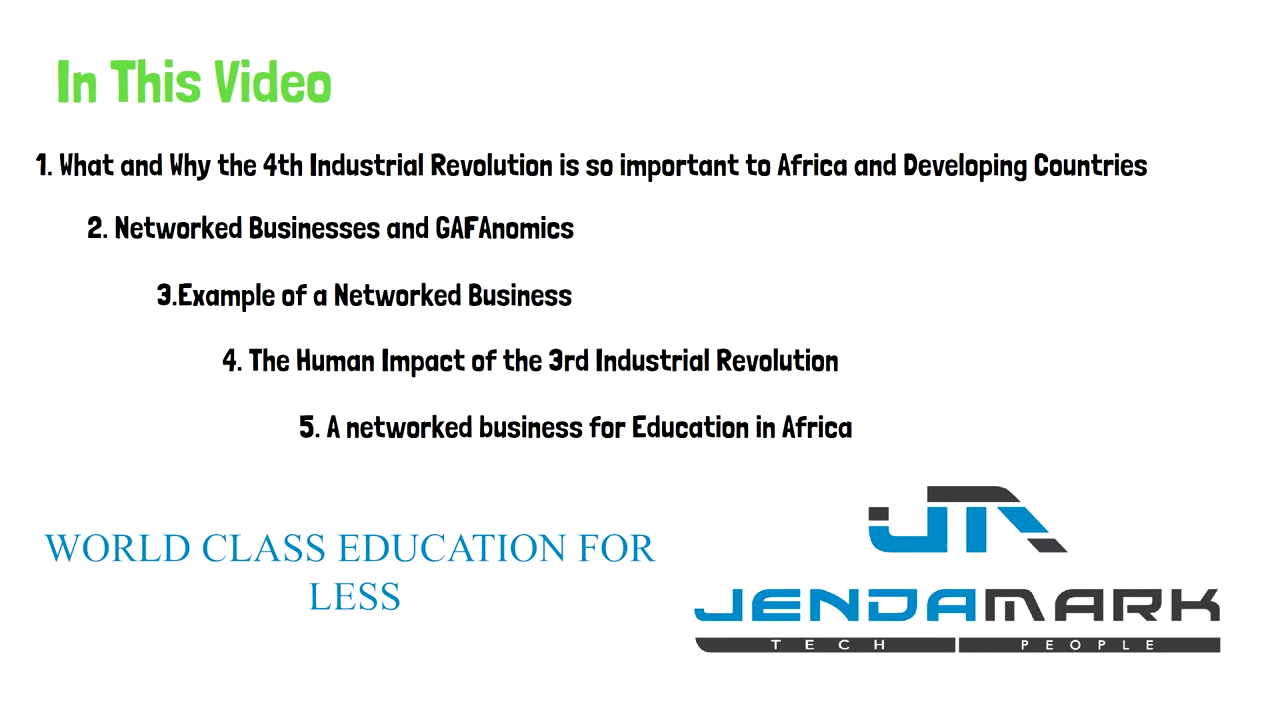 In This Video
1. What and Why the 4th Industrial Revolution is so important to Africa and Developing Countries
2. Networked Businesses and GAFAnomics
3.Example of a Networked Business
4. The Human Impact of the 3rd Industrial Revolution
5. A networked business for Education in Africa
WORLD CLASS EDUCATION FOR
LESS
JENDAMARK
TECH PEOPLE